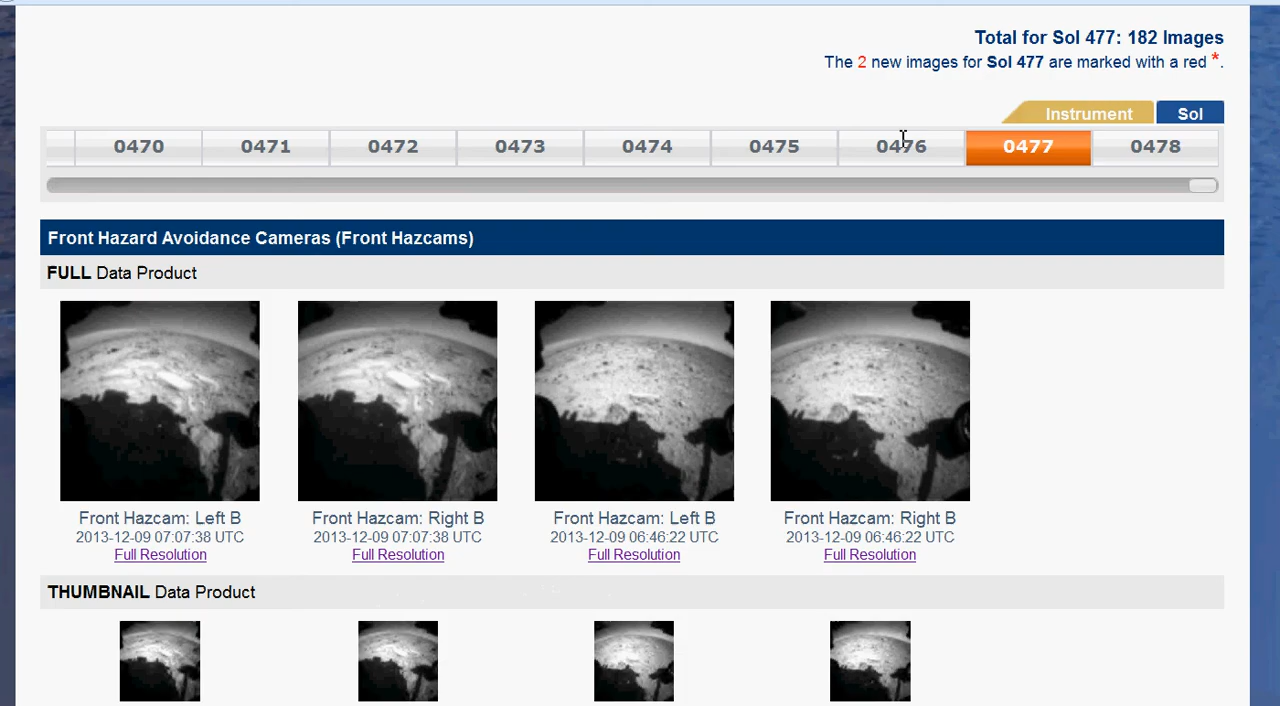 Total for Sol 477: 182 Images
The 2 new images for Sol 477 are marked with a red *.
Instrument Sol
0470 0471 0472 0473 0474 0475 0476 0477 0478
Front Hazard Avoidance Cameras (Front Hazcams)
FULL Data Product
Front Hazcam: Left B Front Hazcam: Right B Front Hazcam: Left B Front Hazcam: Right B
2013-12-09 07:07:38 UTC 2013-12-09 07:07:38 UTC 2013-12-09 06:46:22 UTC 2013-12-09 06:46:22 UTC
Full Resolution Full Resolution Full Resolution Full Resolution
THUMBNAIL Data Product